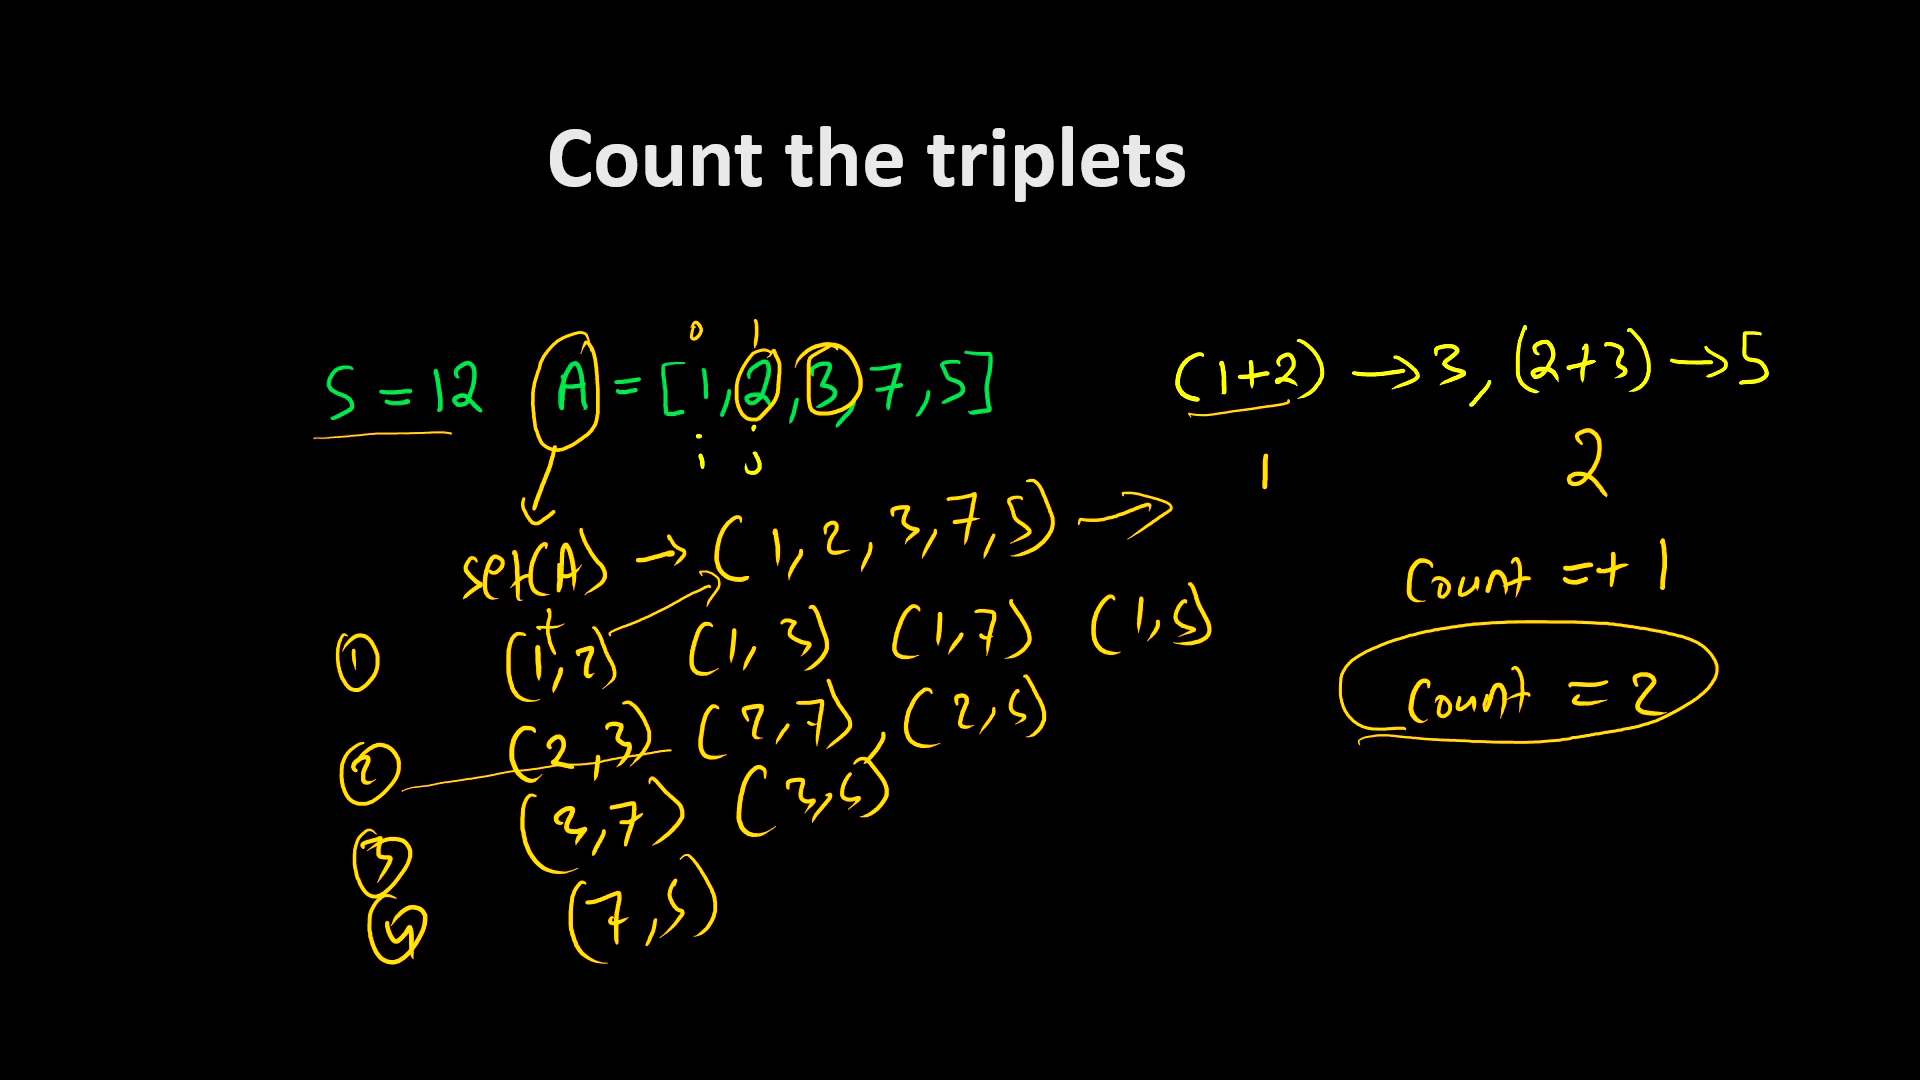 Count the triplets
0 1
S = 12 A = [1, 2, 3, 7, 5] (1+2) → 3, (2+3) → 5
i j 1 2
set(A) → (1, 2, 3, 7, 5) →
count =+ 1
① (1+,2) (1, 3) (1,7) (1,5)
② (2,3) (2,7), (2,5) count = 2
③ (3,7) (3,5)
④ (7,5)